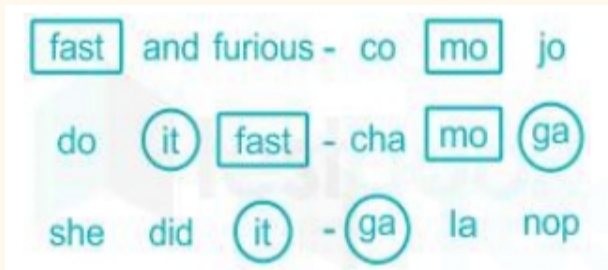 fast and furious - co mo jo
do it fast - cha mo ga
she did it - ga la nop